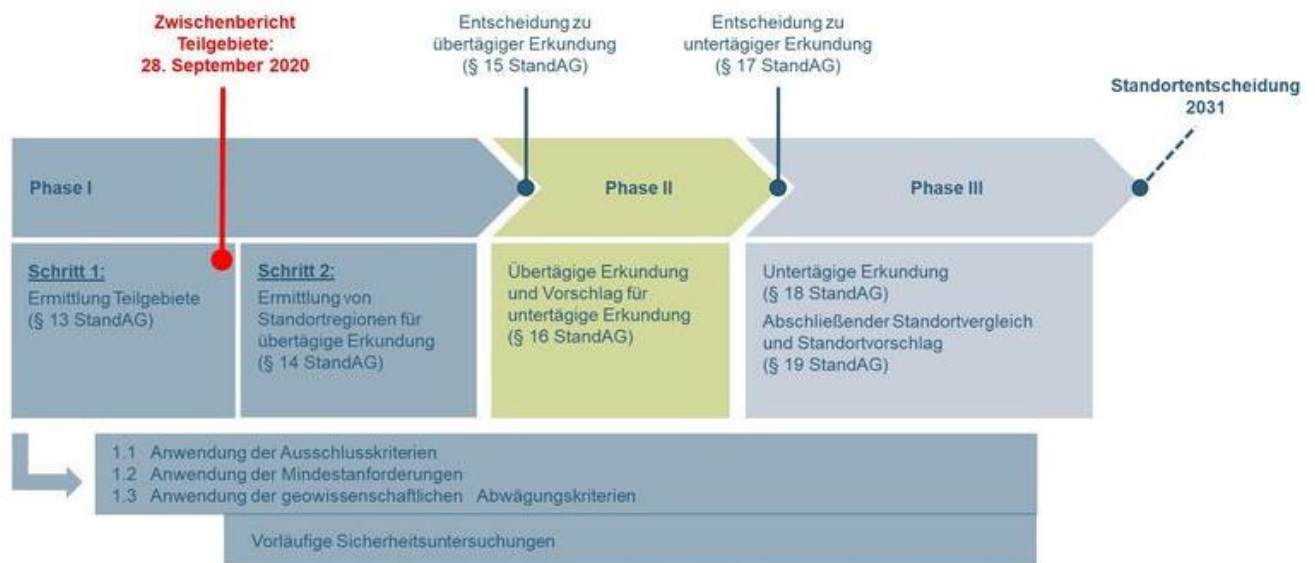 Zwischenbericht
Teilgebiete:
28. September 2020
Entscheidung zu
übertägiger Erkundung
(§ 15 StandAG)
Entscheidung zu
untertägiger Erkundung
(§ 17 StandAG)
Standortentscheidung
2031
Phase I
Phase II
Phase III
Schritt 1:
Ermittlung Teilgebiete
(§ 13 StandAG)
Schritt 2:
Ermittlung von
Standortregionen für
übertägige Erkundung
(§ 14 StandAG)
Übertägige Erkundung
und Vorschlag für
untertägige Erkundung
(§ 16 StandAG)
Untertägige Erkundung
(§ 18 StandAG)
Abschließender Standortvergleich
und Standortvorschlag
(§ 19 StandAG)
1.1 Anwendung der Ausschlusskriterien
1.2 Anwendung der Mindestanforderungen
1.3 Anwendung der geowissenschaftlichen Abwägungskriterien
Vorläufige Sicherheitsuntersuchungen